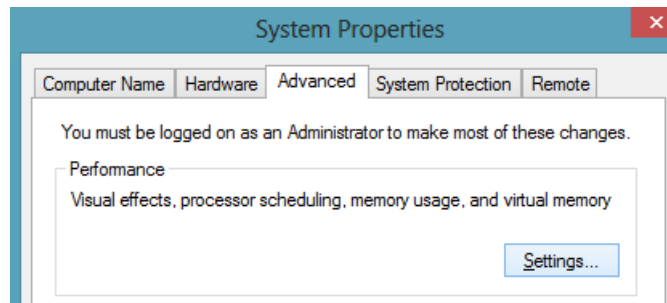 System Properties
Computer Name Hardware Advanced System Protection Remote
You must be logged on as an Administrator to make most of these changes.
Performance
Visual effects, processor scheduling, memory usage, and virtual memory
Settings...